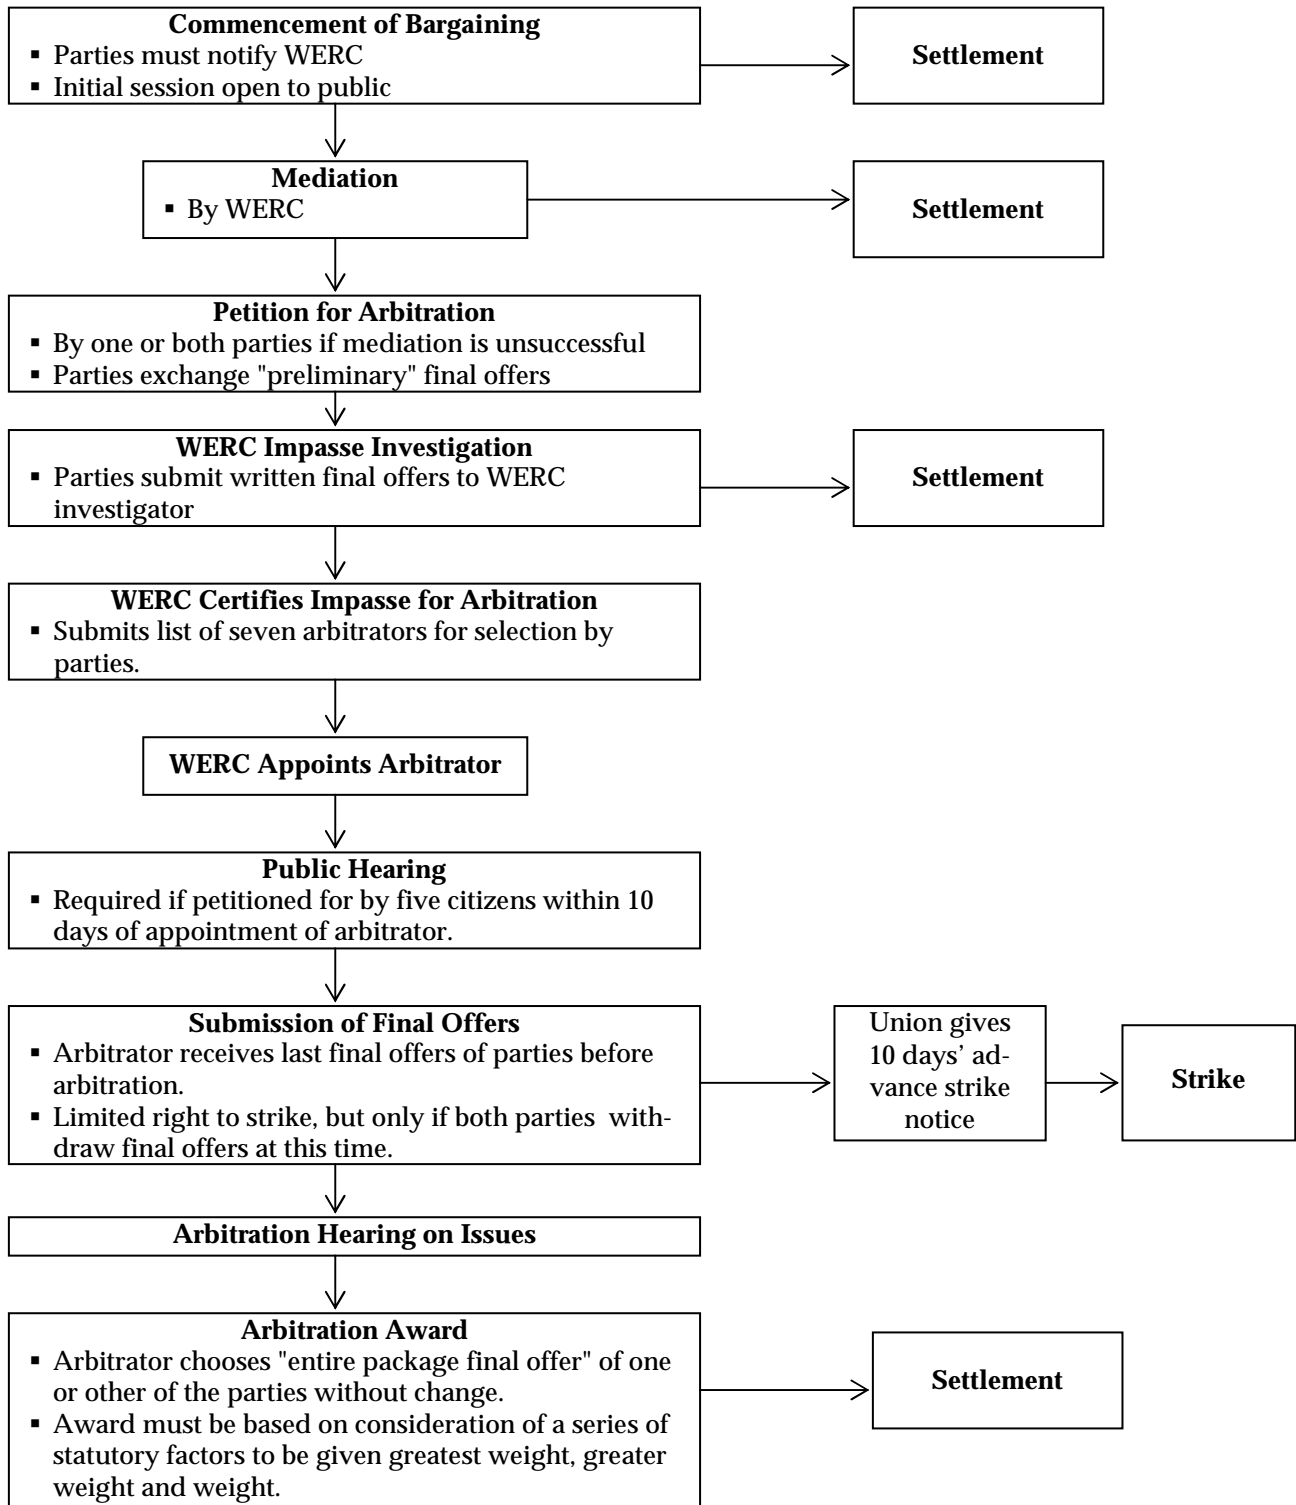 Commencement of Bargaining
▪ Parties must notify WERC
▪ Initial session open to public
Settlement
Mediation
▪ By WERC
Settlement
Petition for Arbitration
▪ By one or both parties if mediation is unsuccessful
▪ Parties exchange "preliminary" final offers
WERC Impasse Investigation
▪ Parties submit written final offers to WERC
investigator
Settlement
WERC Certifies Impasse for Arbitration
▪ Submits list of seven arbitrators for selection by
parties.
WERC Appoints Arbitrator
Public Hearing
▪ Required if petitioned for by five citizens within 10
days of appointment of arbitrator.
Submission of Final Offers
▪ Arbitrator receives last final offers of parties before
arbitration.
▪ Limited right to strike, but only if both parties with-
draw final offers at this time.
Union gives
10 days’ ad-
vance strike
notice
Strike
Arbitration Hearing on Issues
Arbitration Award
▪ Arbitrator chooses "entire package final offer" of one
or other of the parties without change.
▪ Award must be based on consideration of a series of
statutory factors to be given greatest weight, greater
weight and weight.
Settlement